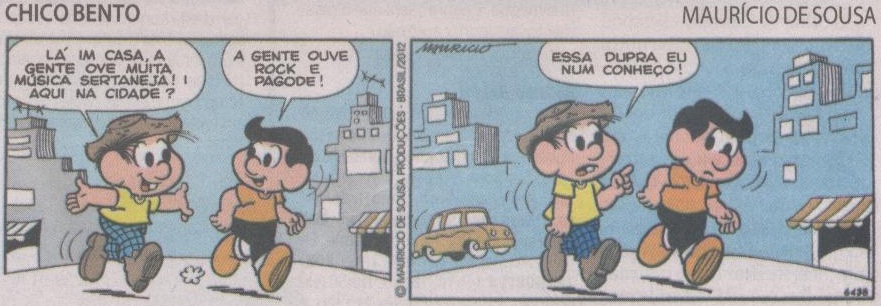 CHICO BENTO
MAURÍCIO DE SOUSA
LÁ IM CASA, A
GENTE OVE MUITA
MÚSICA SERTANEJA! I
AQUI NA CIDADE?
A GENTE OUVE
ROCK E
PAGODE!
© MAURICIO DE SOUSA PRODUÇÕES - BRASIL/2012
MAURICIO
ESSA DUPRA EU
NUM CONHEÇO!
6438